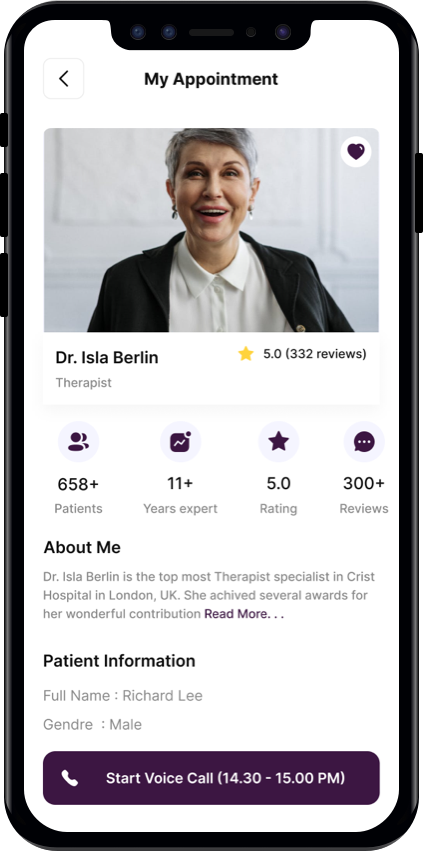 My Appointment
Dr. Isla Berlin
5.0 (332 reviews)
Therapist
658+
11+
5.0
300+
Patients
Years expert
Rating
Reviews
About Me
Dr. Isla Berlin is the top most Therapist specialist in Crist
Hospital in London, UK. She achived several awards for
her wonderful contribution Read More. . .
Patient Information
Full Name : Richard Lee
Gendre  : Male
Start Voice Call (14.30 - 15.00 PM)